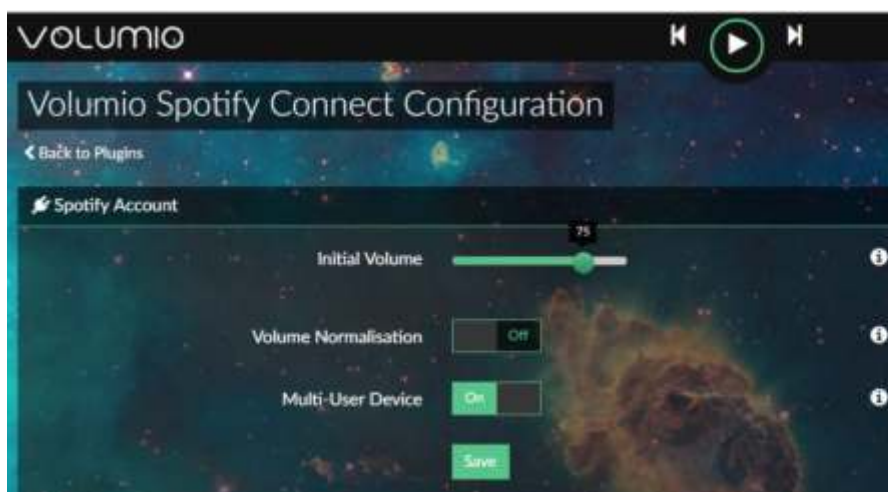 VOLUMIO
Volumio Spotify Connect Configuration
Back to Plugins
Spotify Account
75
Initial Volume
Volume Normalisation Off
Multi-User Device On
Save